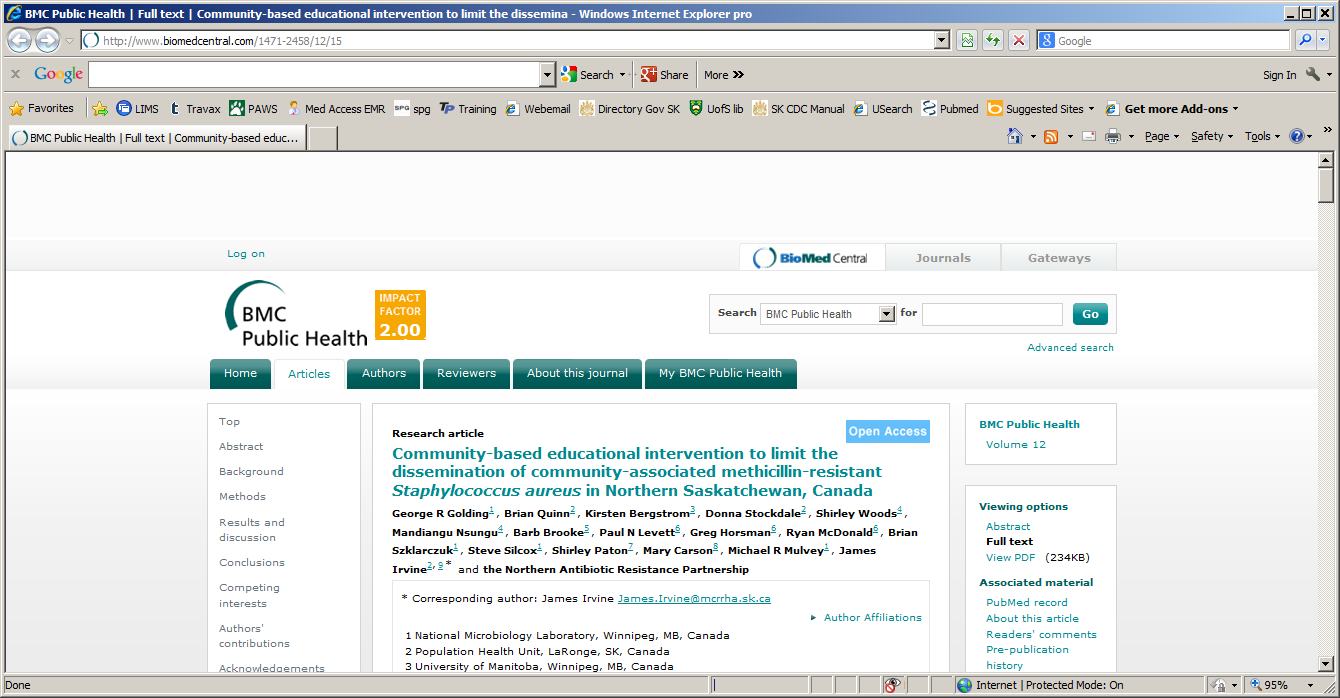 BMC Public Health | Full text | Community-based educational intervention to limit the dissemina - Windows Internet Explorer pro
http://www.biomedcentral.com/1471-2458/12/15
Google
x Google Search Share More » Sign In
Favorites LIMS Travax PAWS Med Access EMR SPG spg TP Training Webemail Directory Gov SK UofS lib SK CDC Manual USearch Pubmed Suggested Sites Get more Add-ons
BMC Public Health | Full text | Community-based educ... Page Safety Tools »
Log on
BioMed Central Journals Gateways
BMC
Public Health
IMPACT
FACTOR
2.00
Search BMC Public Health for Go
Advanced search
Home Articles Authors Reviewers About this journal My BMC Public Health
Top
Abstract
Background
Methods
Results and
discussion
Conclusions
Competing
interests
Authors'
contributions
Acknowledgements
Open Access
Research article
Community-based educational intervention to limit the
dissemination of community-associated methicillin-resistant
Staphylococcus aureus in Northern Saskatchewan, Canada
George R Golding1, Brian Quinn2, Kirsten Bergstrom3, Donna Stockdale2, Shirley Woods4,
Mandiangu Nsungu4, Barb Brooke5, Paul N Levett6, Greg Horsman6, Ryan McDonald6, Brian
Szklarczuk1, Steve Silcox1, Shirley Paton7, Mary Carson8, Michael R Mulvey1, James
Irvine2, 9* and the Northern Antibiotic Resistance Partnership
* Corresponding author: James Irvine James.Irvine@mcrrha.sk.ca
Author Affiliations
1 National Microbiology Laboratory, Winnipeg, MB, Canada
2 Population Health Unit, LaRonge, SK, Canada
3 University of Manitoba, Winnipeg, MB, Canada
BMC Public Health
Volume 12
Viewing options
Abstract
Full text
View PDF (234KB)
Associated material
PubMed record
About this article
Readers' comments
Pre-publication
history
Done Internet | Protected Mode: On 95%